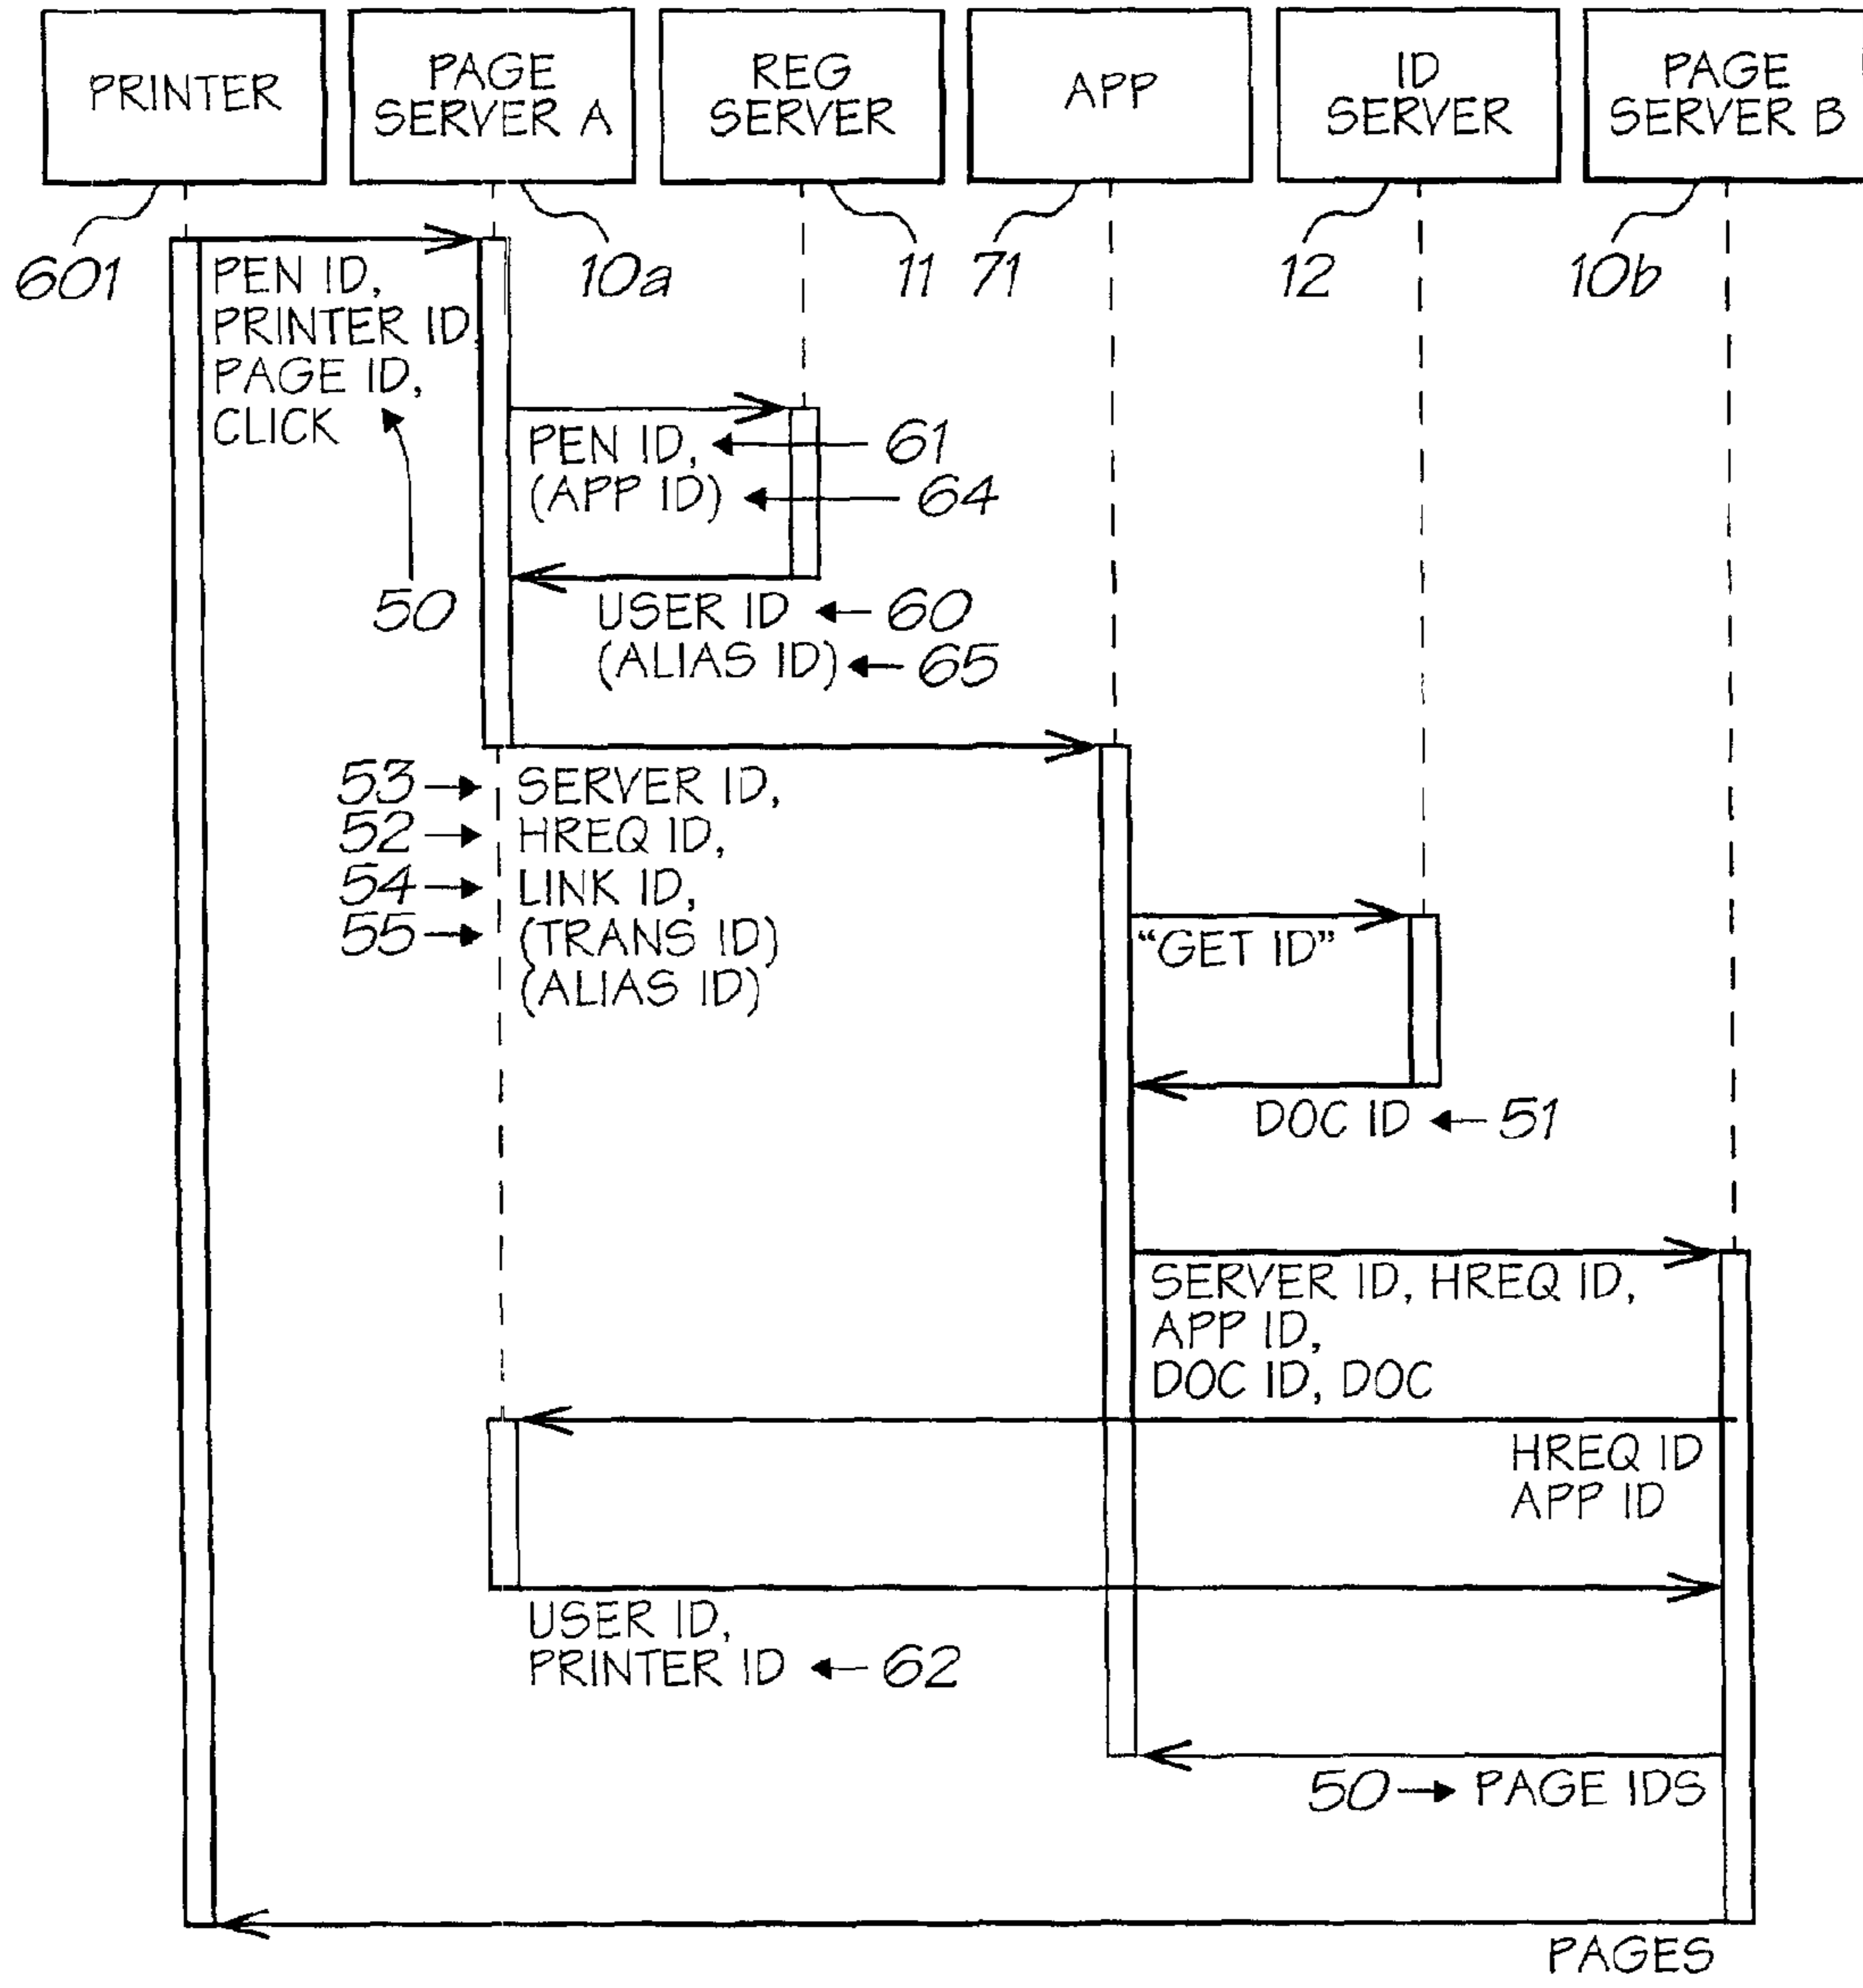 PRINTER
PAGE
SERVER A
REG
SERVER
APP
ID
SERVER
PAGE
SERVER B
601
10a
11
71
12
10b
PEN ID,
PRINTER ID
PAGE ID,
CLICK
50
PEN ID,
61
(APP ID)
64
USER ID
60
(ALIAS ID)
65
53
SERVER ID,
52
HREQ ID,
54
LINK ID,
55
(TRANS ID)
(ALIAS ID)
“GET ID”
DOC ID
51
SERVER ID, HREQ ID,
APP ID,
DOC ID, DOC
HREQ ID
APP ID
USER ID,
PRINTER ID
62
50
PAGE IDS
PAGES